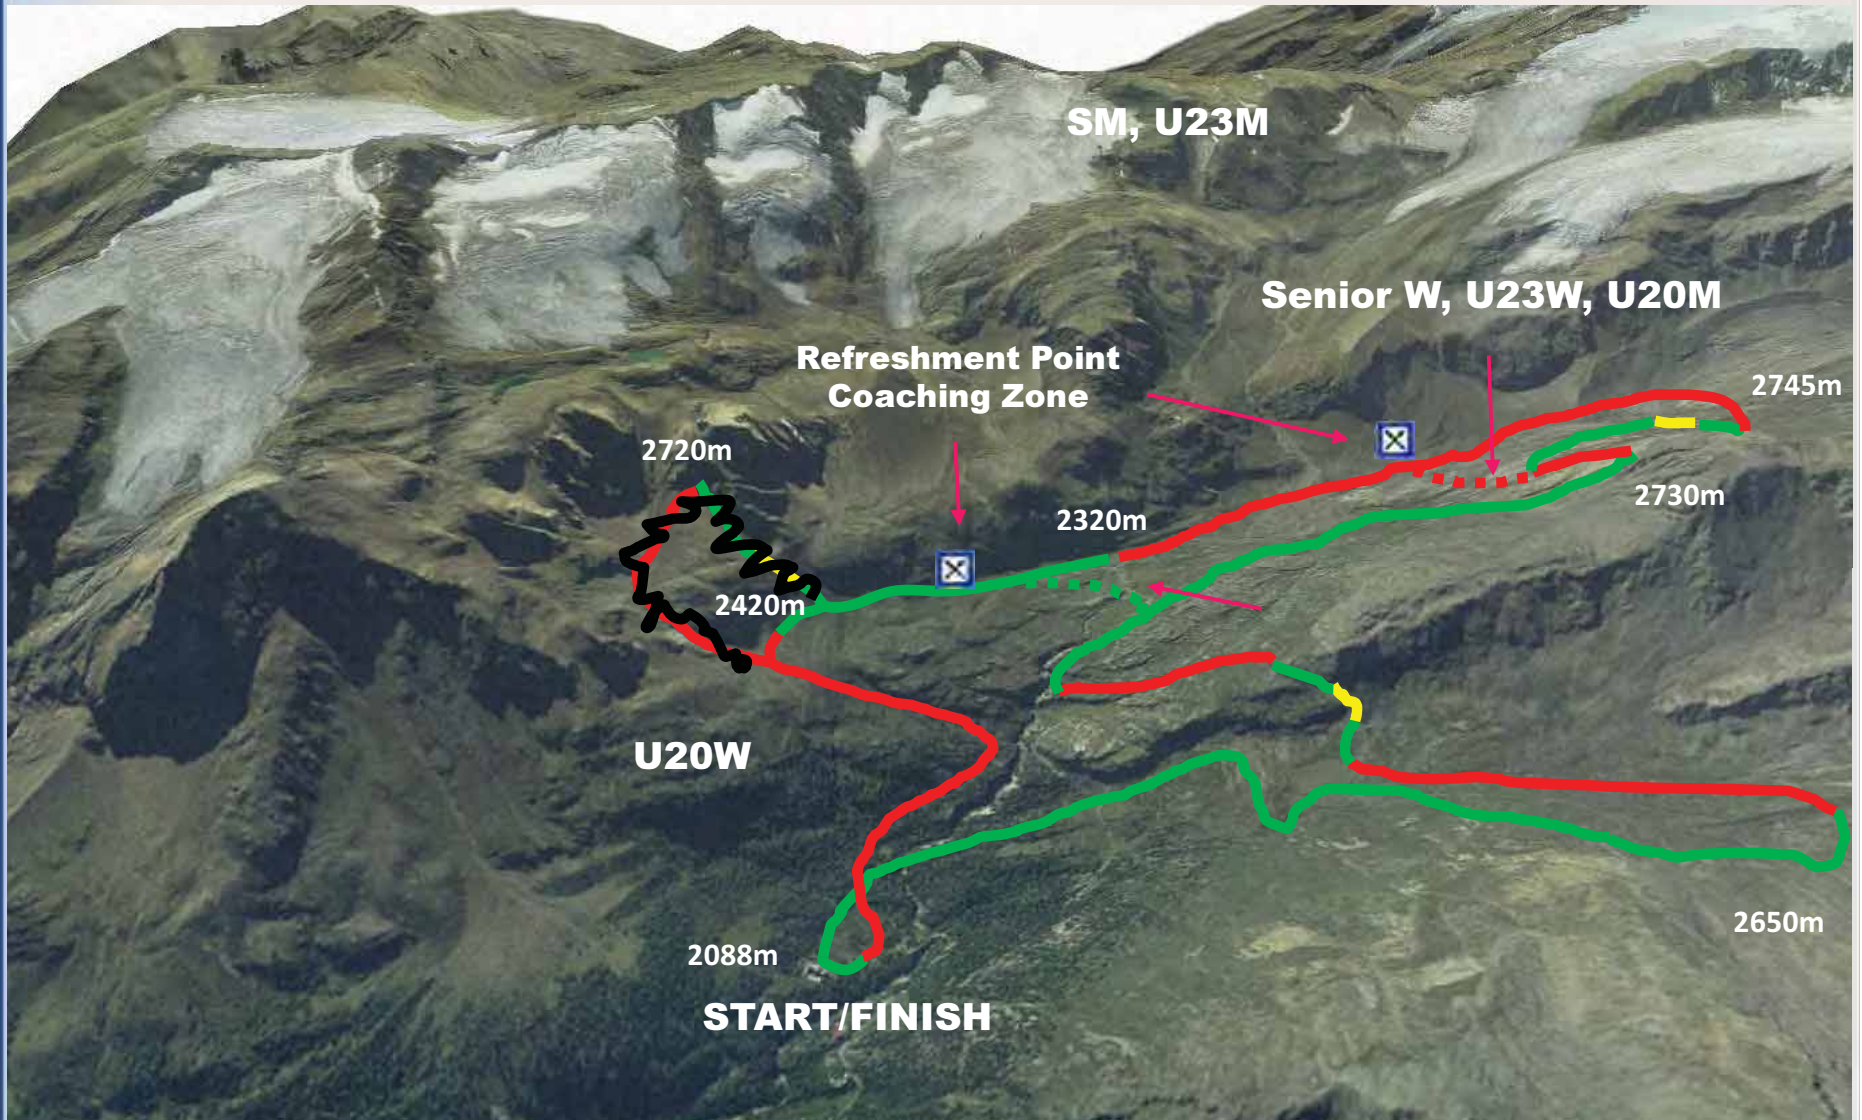 SM, U23M
Senior W, U23W, U20M
Refreshment Point
Coaching Zone
2745m
2720m
2730m
2320m
2420m
U20W
2650m
2088m
START/FINISH